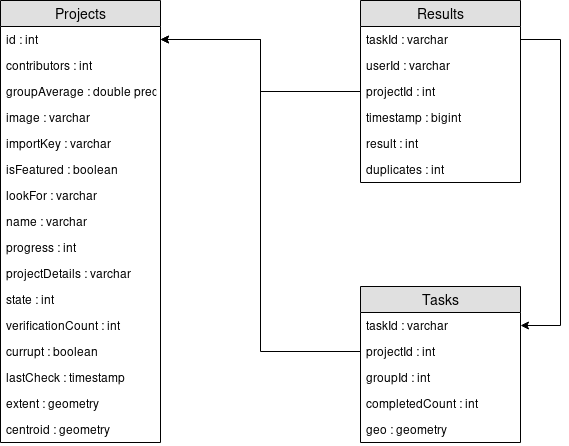 Projects
id : int
contributors : int
groupAverage : double prec
image : varchar
importKey : varchar
isFeatured : boolean
lookFor : varchar
name : varchar
progress : int
projectDetails : varchar
state : int
verificationCount : int
currupt : boolean
lastCheck : timestamp
extent : geometry
centroid : geometry
Results
taskId : varchar
userId : varchar
projectId : int
timestamp : bigint
result : int
duplicates : int
Tasks
taskId : varchar
projectId : int
groupId : int
completedCount : int
geo : geometry